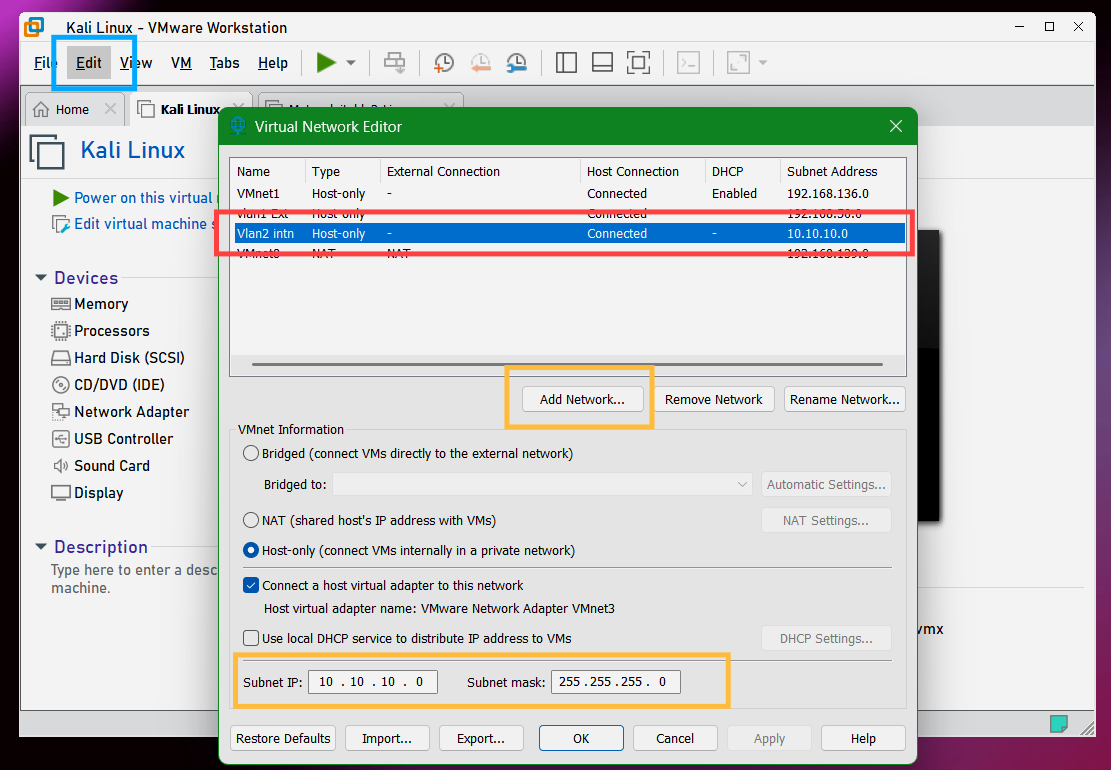 Kali Linux - VMware Workstation
File Edit View VM Tabs Help
Home Kali Linux
Virtual Network Editor
Kali Linux
Power on this virtual
Edit virtual machine s
Devices
Memory
Processors
Hard Disk (SCSI)
CD/DVD (IDE)
Network Adapter
USB Controller
Sound Card
Display
Description
Type here to enter a desc
machine.
Name Type External Connection Host Connection DHCP Subnet Address
VMnet1 Host-only - Connected Enabled 192.168.136.0
Vlan1 Ext Host-only Connected 192.168.50.0
Vlan2 intn Host-only - Connected - 10.10.10.0
VMnet8 NAT NAT 192.168.139.0
Add Network... Remove Network Rename Network...
VMnet Information
Bridged (connect VMs directly to the external network)
Bridged to: Automatic Settings...
NAT (shared host's IP address with VMs) NAT Settings...
Host-only (connect VMs internally in a private network)
Connect a host virtual adapter to this network
Host virtual adapter name: VMware Network Adapter VMnet3
Use local DHCP service to distribute IP address to VMs DHCP Settings...
Subnet IP: 10 . 10 . 10 . 0 Subnet mask: 255 . 255 . 255 . 0
Restore Defaults Import... Export... OK Cancel Apply Help
vmx